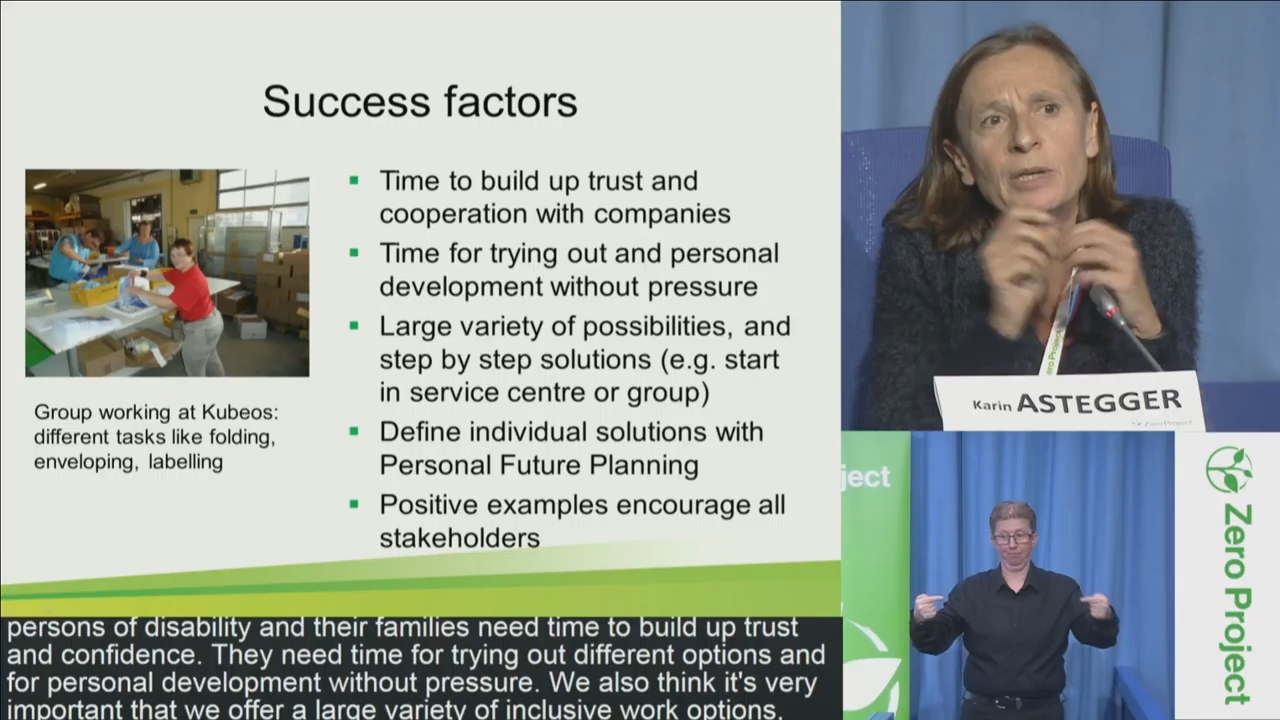 Success factors
Time to build up trust and
cooperation with companies
Time for trying out and personal
development without pressure
Large variety of possibilities, and
step by step solutions (e.g. start
in service centre or group)
Define individual solutions with
Personal Future Planning
Positive examples encourage all
stakeholders
Group working at Kubeos:
different tasks like folding,
enveloping, labelling
persons of disability and their families need time to build up trust
and confidence. They need time for trying out different options and
for personal development without pressure. We also think it's very
important that we offer a large variety of inclusive work options,
Karin ASTEGGER
Zero Project
ero Project
ject
Zero Project